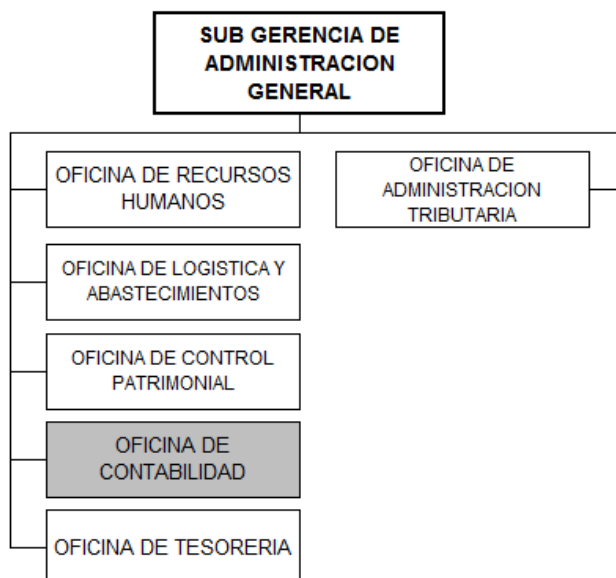 SUB GERENCIA DE
ADMINISTRACION
GENERAL
OFICINA DE RECURSOS
HUMANOS
OFICINA DE
ADMINISTRACION
TRIBUTARIA
OFICINA DE LOGISTICA Y
ABASTECIMIENTOS
OFICINA DE CONTROL
PATRIMONIAL
OFICINA DE
CONTABILIDAD
OFICINA DE TESORERIA